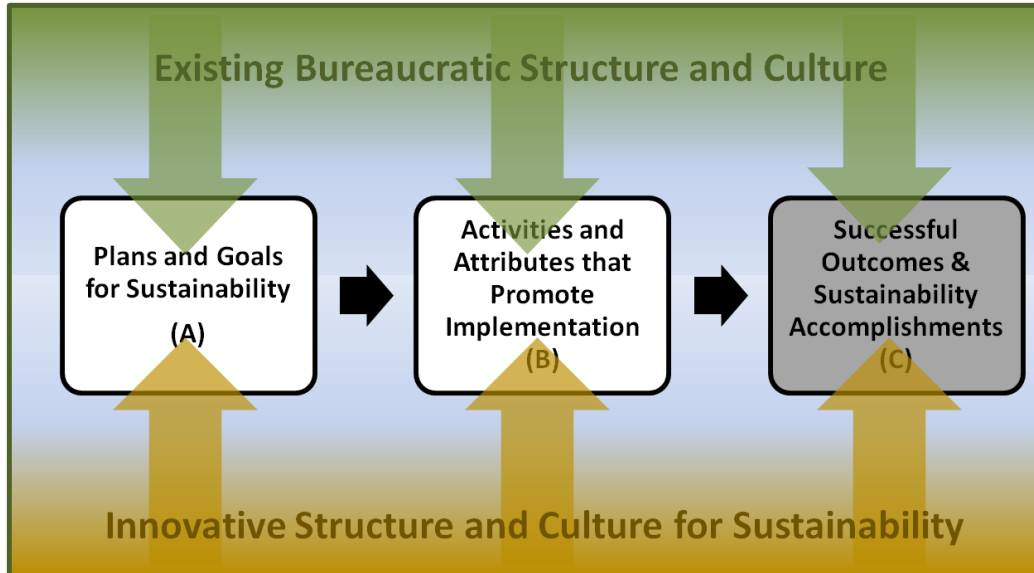 Existing Bureaucratic Structure and Culture
Plans and Goals
for Sustainability
(A)
Activities and
Attributes that
Promote
Implementation
(B)
Successful
Outcomes &
Sustainability
Accomplishments
(C)
Innovative Structure and Culture for Sustainability